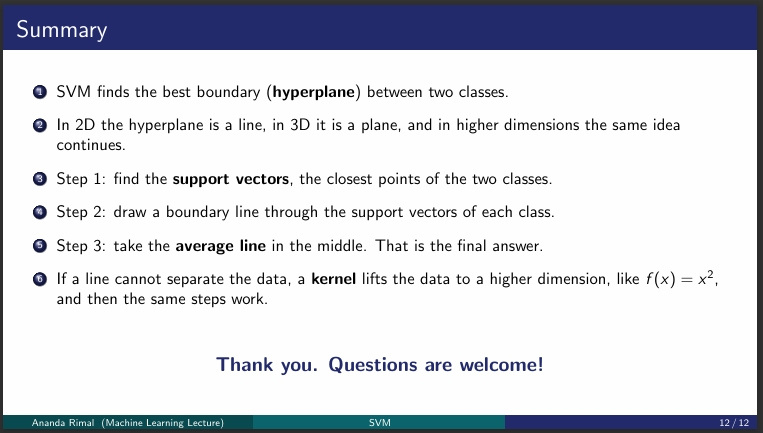 Summary
1 SVM finds the best boundary (hyperplane) between two classes.
2 In 2D the hyperplane is a line, in 3D it is a plane, and in higher dimensions the same idea
continues.
3 Step 1: find the support vectors, the closest points of the two classes.
4 Step 2: draw a boundary line through the support vectors of each class.
5 Step 3: take the average line in the middle. That is the final answer.
6 If a line cannot separate the data, a kernel lifts the data to a higher dimension, like f(x) = x²,
and then the same steps work.
Thank you. Questions are welcome!
Ananda Rimal (Machine Learning Lecture) SVM 12 / 12